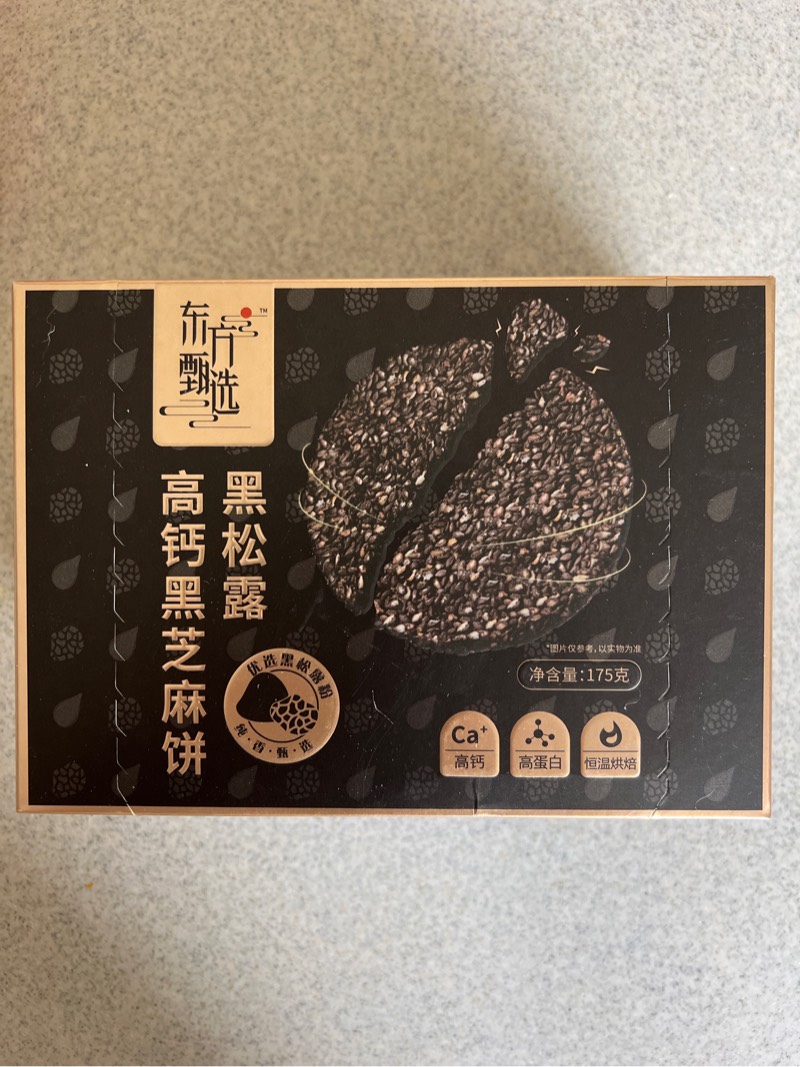 东方甄选
TM
黑松露
高钙黑芝麻饼
优选黑松露粉
纯·香·甄·选
*图片仅参考,以实物为准
净含量:175克
Ca+
高钙
高蛋白
恒温烘焙